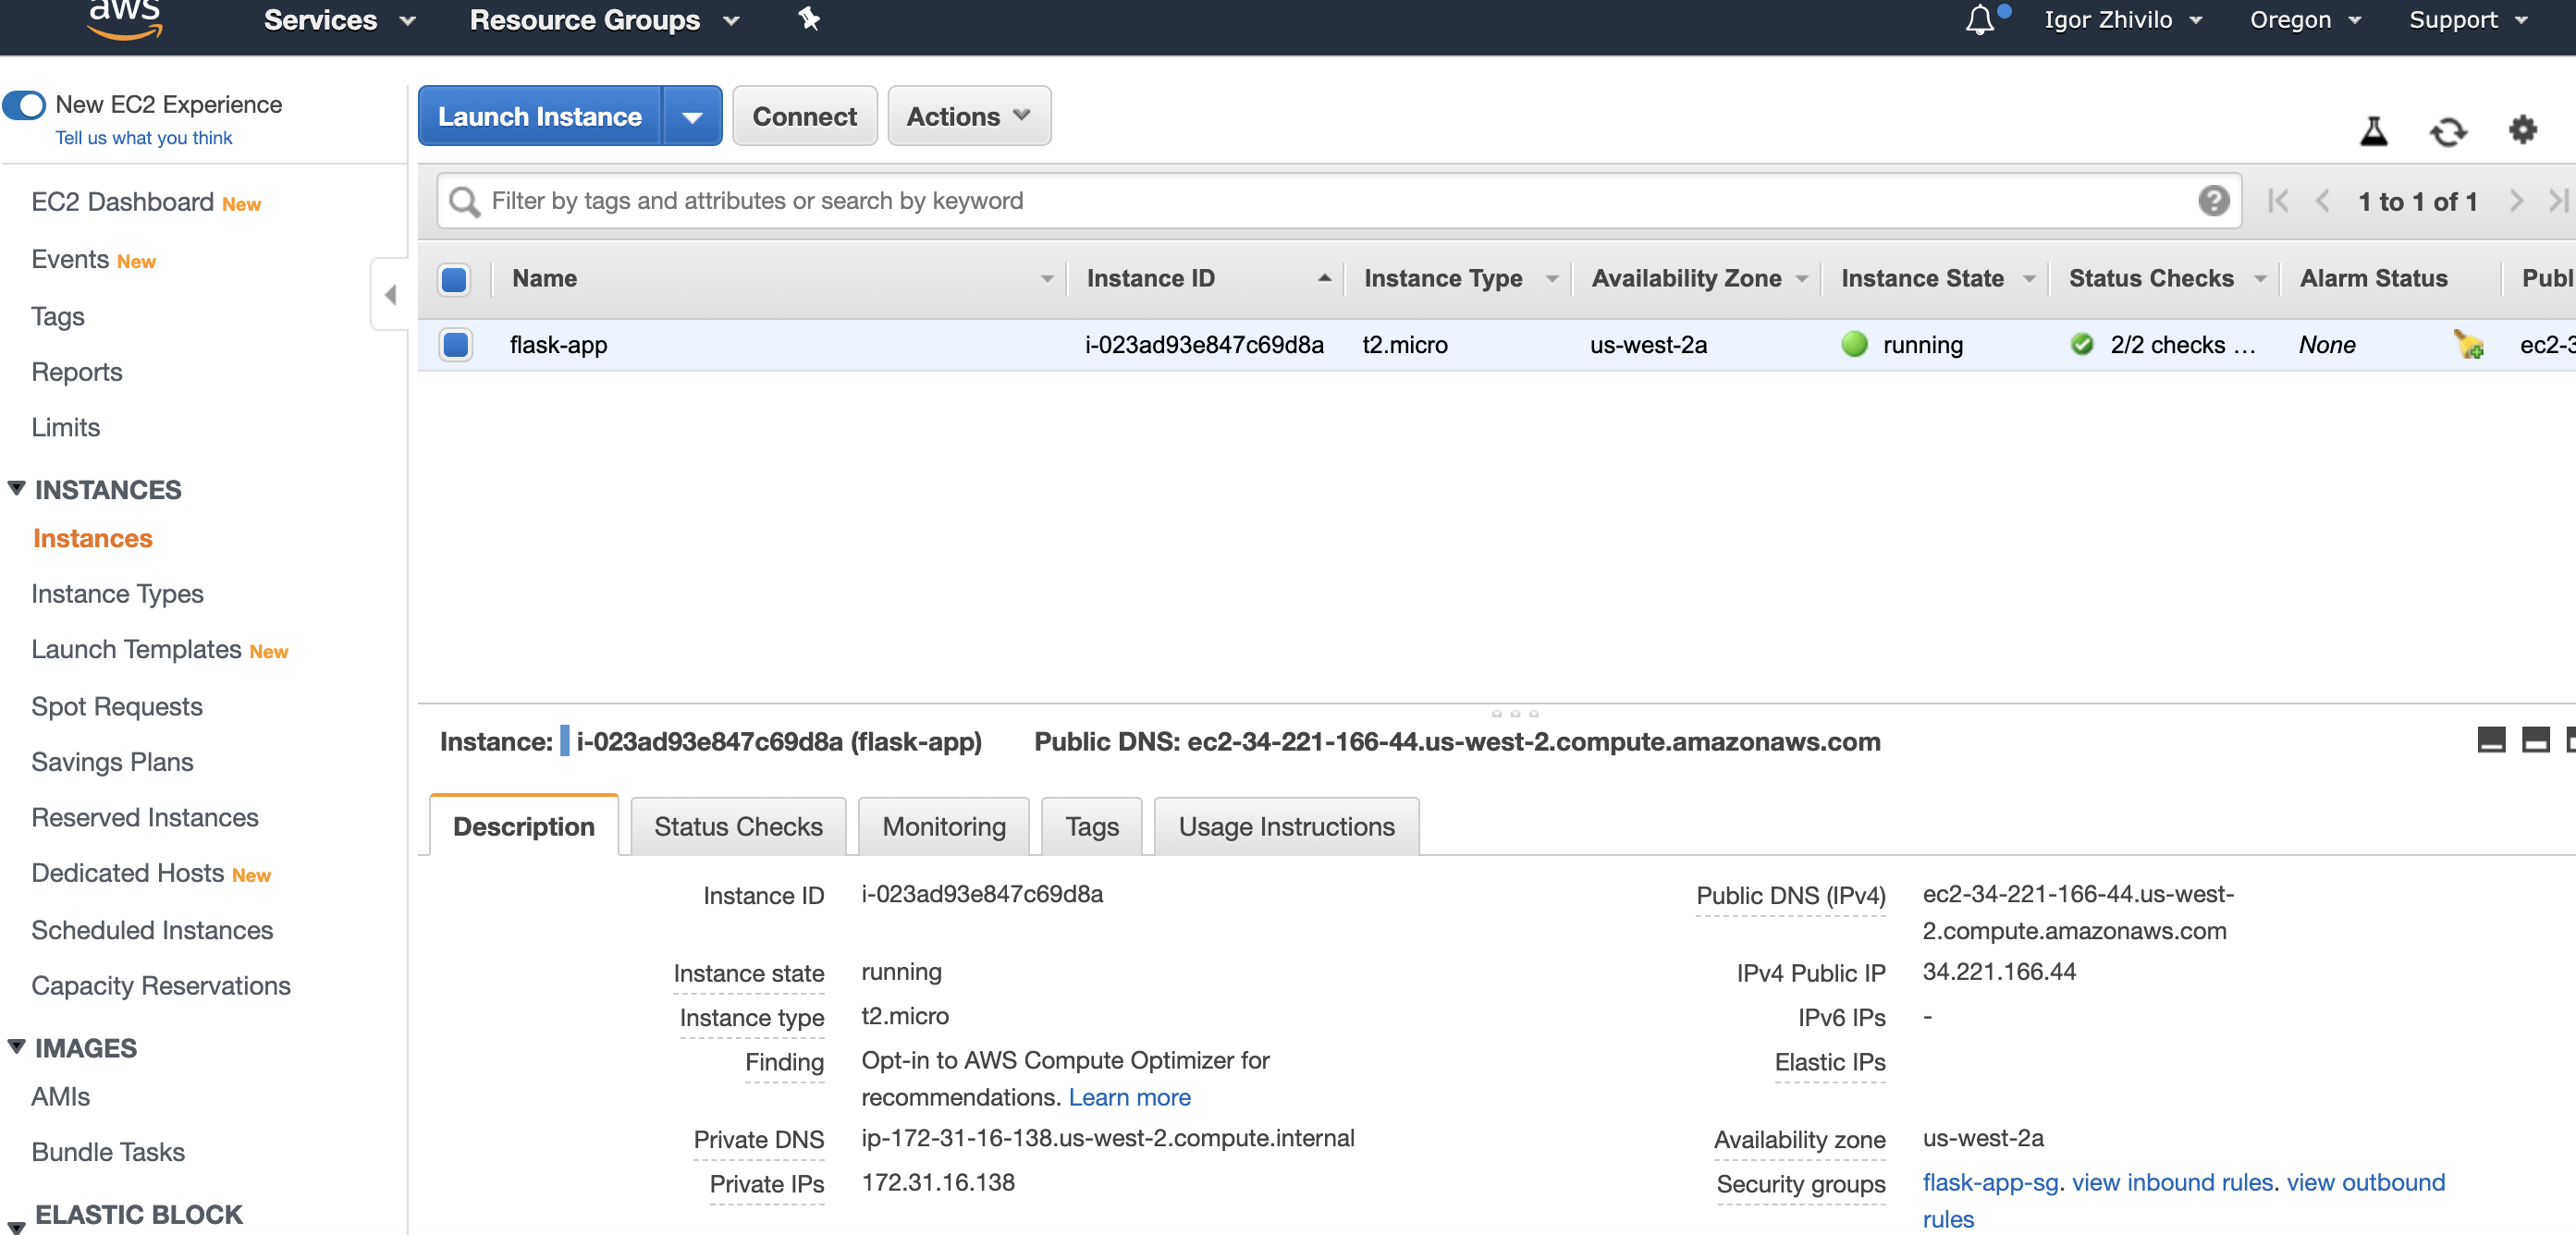 aws Services Resource Groups Igor Zhivilo Oregon Support
New EC2 Experience
Tell us what you think
EC2 Dashboard New
Events New
Tags
Reports
Limits
INSTANCES
Instances
Instance Types
Launch Templates New
Spot Requests
Savings Plans
Reserved Instances
Dedicated Hosts New
Scheduled Instances
Capacity Reservations
IMAGES
AMIs
Bundle Tasks
ELASTIC BLOCK
Launch Instance Connect Actions
Filter by tags and attributes or search by keyword 1 to 1 of 1
Name Instance ID Instance Type Availability Zone Instance State Status Checks Alarm Status Publ
flask-app i-023ad93e847c69d8a t2.micro us-west-2a running 2/2 checks ... None ec2-3
Instance: i-023ad93e847c69d8a (flask-app) Public DNS: ec2-34-221-166-44.us-west-2.compute.amazonaws.com
Description Status Checks Monitoring Tags Usage Instructions
Instance ID i-023ad93e847c69d8a
Instance state running
Instance type t2.micro
Finding Opt-in to AWS Compute Optimizer for
recommendations. Learn more
Private DNS ip-172-31-16-138.us-west-2.compute.internal
Private IPs 172.31.16.138
Public DNS (IPv4) ec2-34-221-166-44.us-west-
2.compute.amazonaws.com
IPv4 Public IP 34.221.166.44
IPv6 IPs -
Elastic IPs
Availability zone us-west-2a
Security groups flask-app-sg. view inbound rules. view outbound
rules